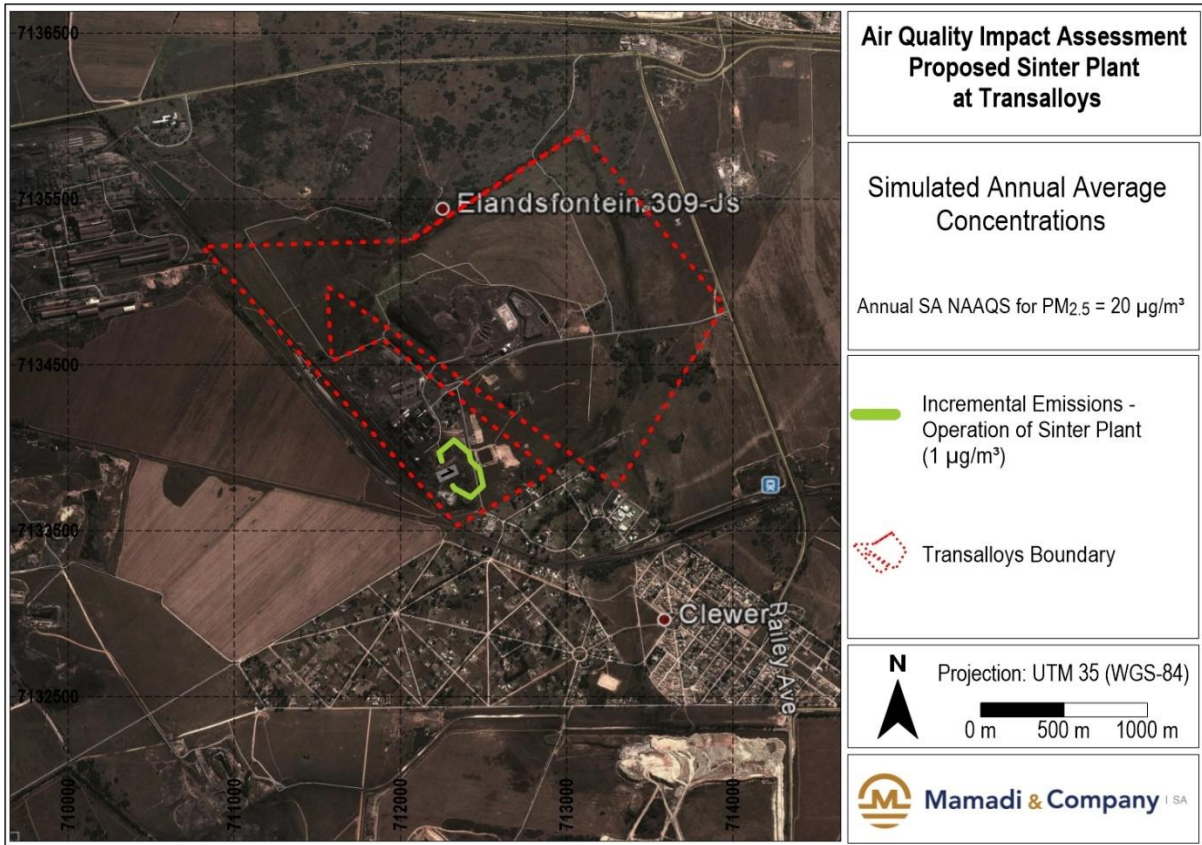 7136500
7135500
7134500
7133500
7132500
710000
711000
712000
713000
714000
Elandsfontein 309-Js
1
Clewer
Railey Ave
Air Quality Impact Assessment
Proposed Sinter Plant
at Transalloys
Simulated Annual Average
Concentrations
Annual SA NAAQS for PM2.5 = 20 µg/m³
Incremental Emissions -
Operation of Sinter Plant
(1 µg/m³)
Transalloys Boundary
N
Projection: UTM 35 (WGS-84)
0 m 500 m 1000 m
M
Mamadi & Company | SA